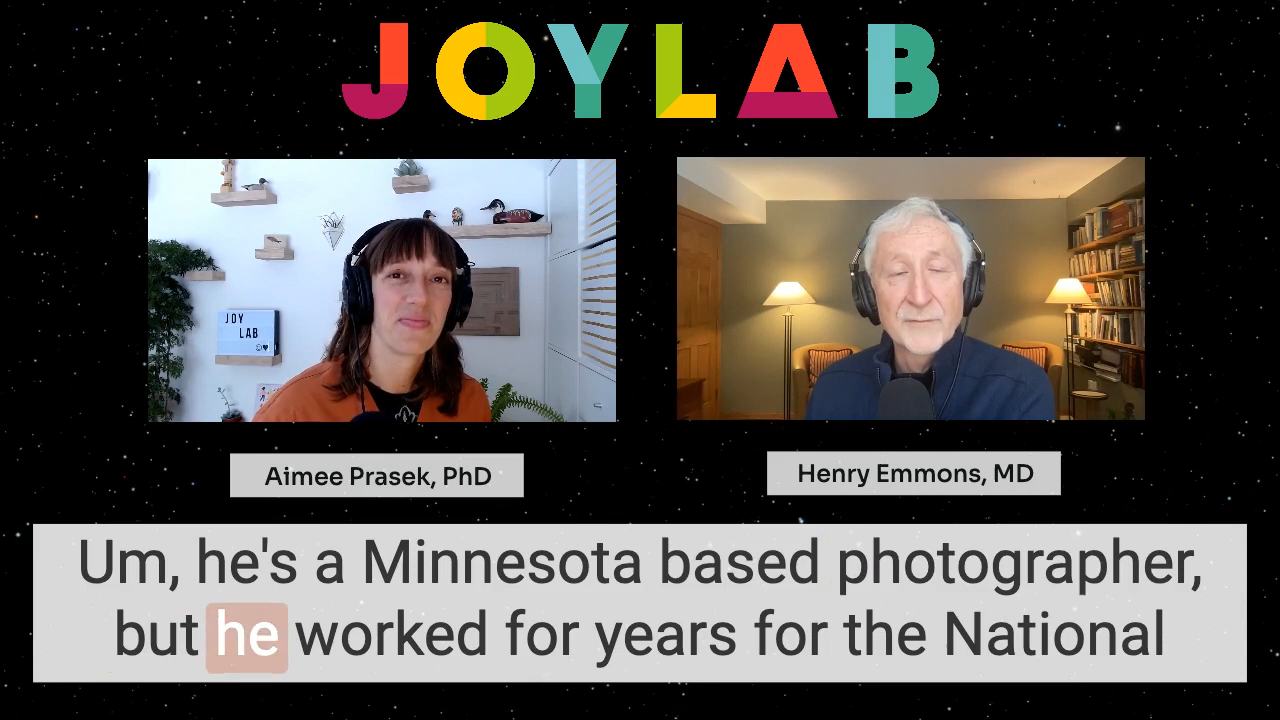 JOYLAB
JOY
LAB
Aimee Prasek, PhD
Henry Emmons, MD
Um, he's a Minnesota based photographer,
but he worked for years for the National